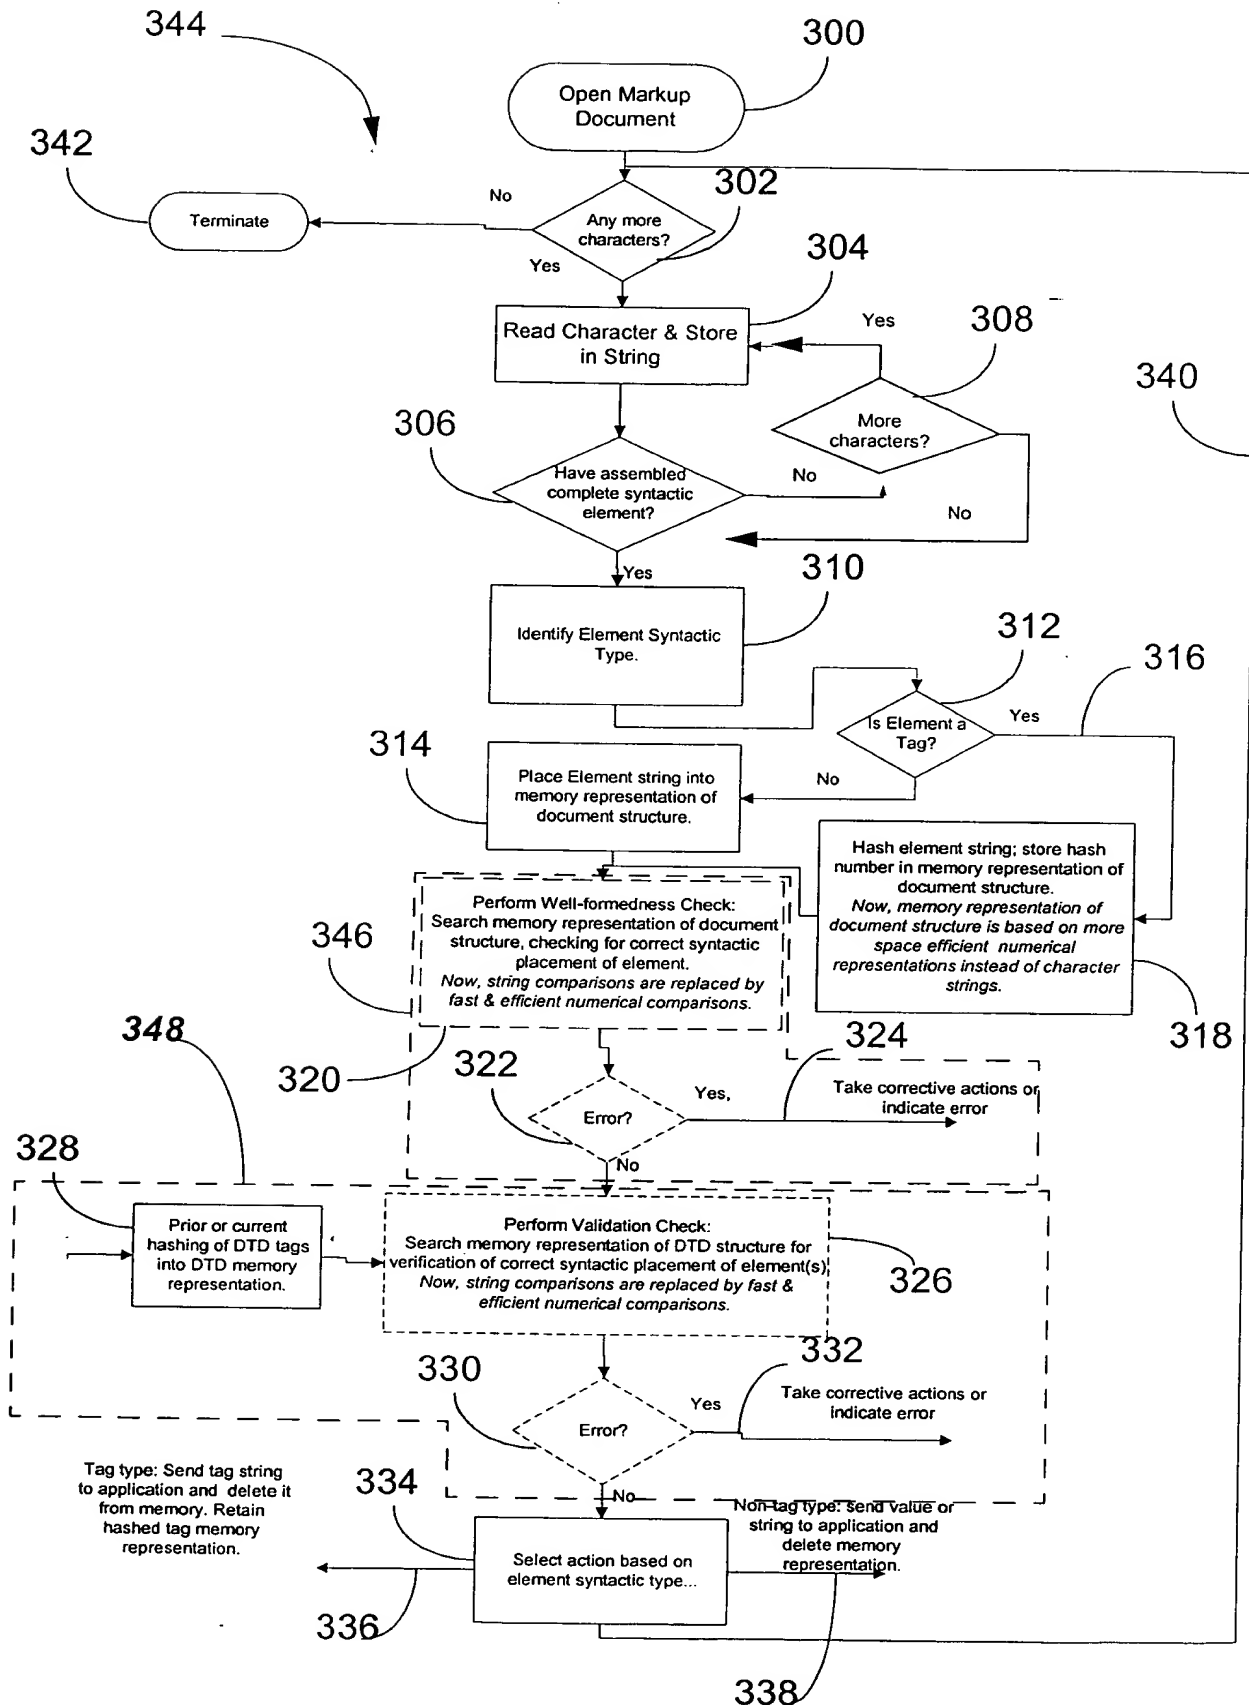 344
300
Open Markup
Document
342
302
No
Terminate
Any more
characters?
Yes
304
308
Yes
Read Character & Store
in String
340
306
More
characters?
Have assembled
complete syntactic
element?
No
No
Yes
310
Identify Element Syntactic
Type.
312
316
Is Element a
Tag?
Yes
314
No
Place Element string into
memory representation of
document structure.
Hash element string; store hash
number in memory representation of
document structure.
Now, memory representation of
document structure is based on more
space efficient numerical
representations instead of character
strings.
Perform Well-formedness Check:
Search memory representation of document
structure, checking for correct syntactic
placement of element.
Now, string comparisons are replaced by
fast & efficient numerical comparisons.
346
348
318
324
320
322
Yes,
Take corrective actions or
indicate error
Error?
No
328
Prior or current
hashing of DTD tags
into DTD memory
representation.
Perform Validation Check:
Search memory representation of DTD structure for
verification of correct syntactic placement of element(s)
Now, string comparisons are replaced by fast &
efficient numerical comparisons.
326
332
330
Yes
Take corrective actions or
indicate error
Error?
Tag type: Send tag string
to application and delete it
from memory. Retain
hashed tag memory
representation.
334
No
Non-tag type: send value or
string to application and
delete memory
representation.
Select action based on
element syntactic type...
336
338